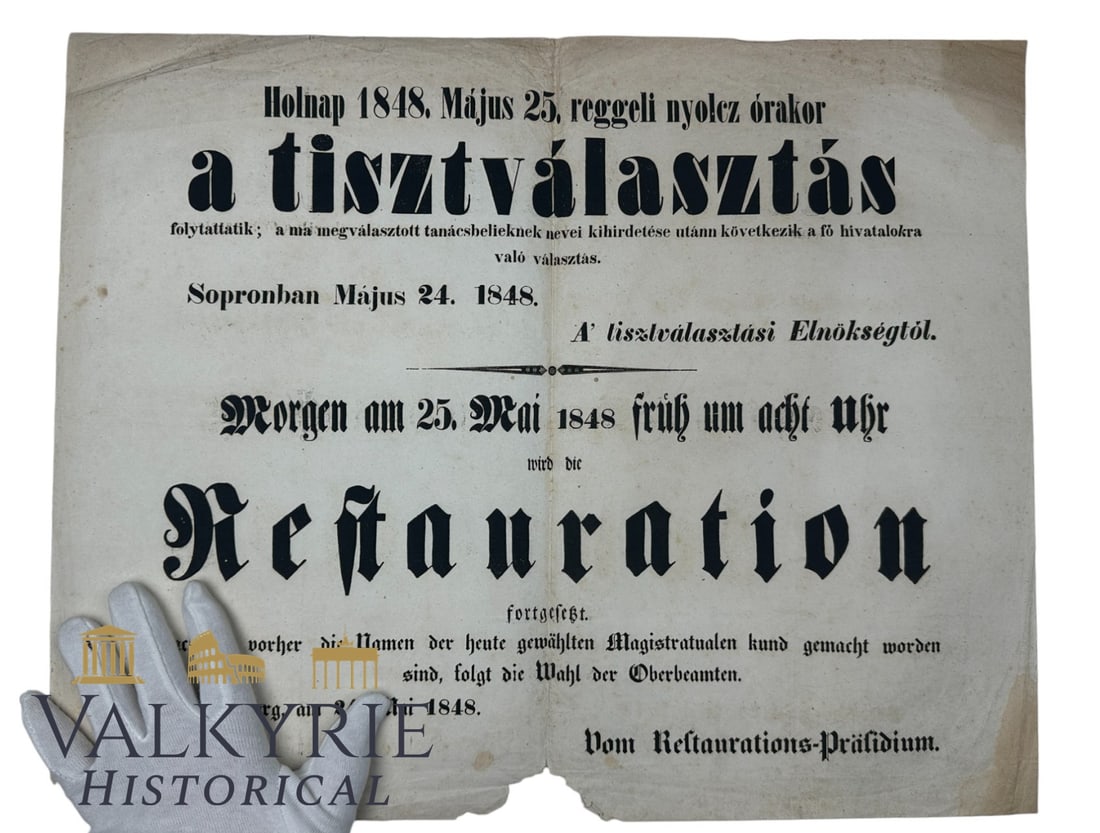 Holnap 1848. Május 25. reggeli nyolcz órakor
a tisztválasztás
folytattatik; a ma megválasztott tanácsbelieknek nevei kihirdetése utánn következik a fő hivatalokra
való választás.
Sopronban Május 24. 1848.
A' tisztválasztási Elnökségtől.
Morgen am 25. Mai 1848 früh um acht Uhr
wird die
Restauration
fortgesetzt.
vorher die Namen der heute gewählten Magistratualen kund gemacht worden
sind, folgt die Wahl der Oberbeamten.
am 24. Mai 1848.
Vom Restaurations-Präsidium.
VALKYRIE
HISTORICAL